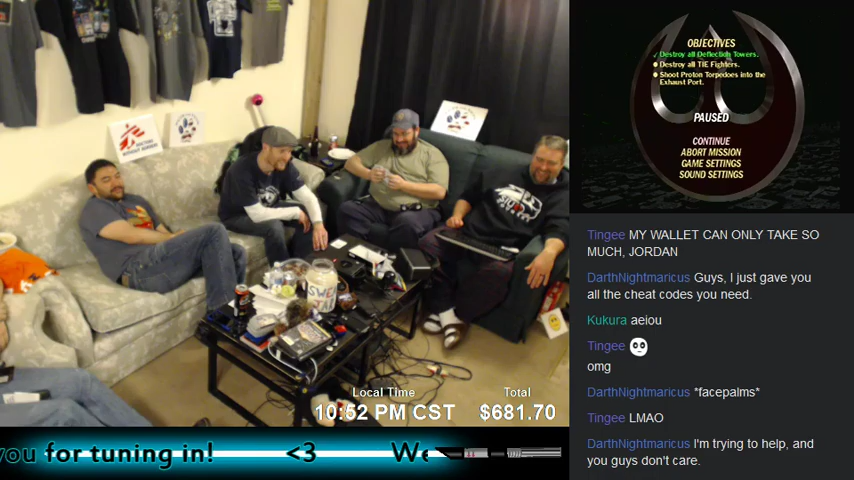 OBJECTIVES
Destroy all Deflection Towers.
Destroy all TIE Fighters.
Shoot Proton Torpedoes into the
Exhaust Port.
PAUSED
CONTINUE
ABORT MISSION
GAME SETTINGS
SOUND SETTINGS
Tingee MY WALLET CAN ONLY TAKE SO
MUCH, JORDAN
DarthNightmaricus Guys, I just gave you
all the cheat codes you need.
Kukura aeiou
Tingee
omg
DarthNightmaricus *facepalms*
Tingee LMAO
DarthNightmaricus I'm trying to help, and
you guys don't care.
SWEAR
JAR
Local Time
Total
10:52 PM CST
$681.70
you for tuning in! <3 We